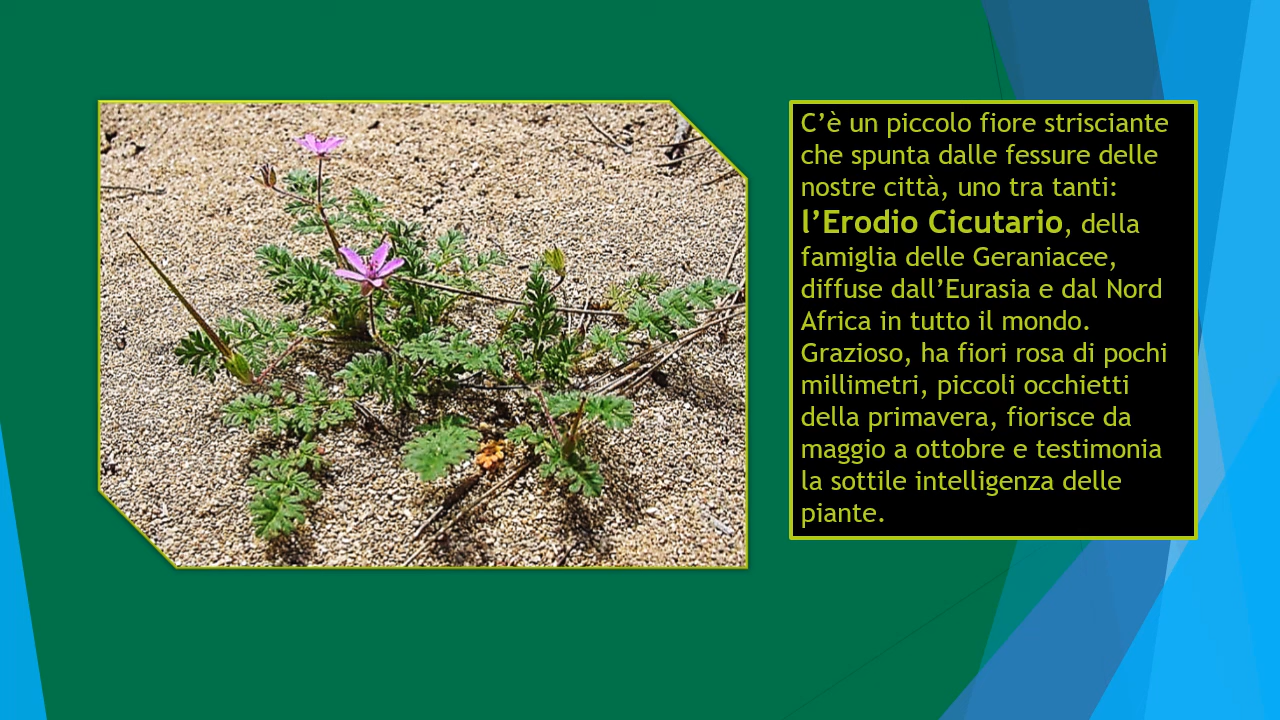 C’è un piccolo fiore strisciante
che spunta dalle fessure delle
nostre città, uno tra tanti:
l’Erodio Cicutario, della
famiglia delle Geraniacee,
diffuse dall’Eurasia e dal Nord
Africa in tutto il mondo.
Grazioso, ha fiori rosa di pochi
millimetri, piccoli occhietti
della primavera, fiorisce da
maggio a ottobre e testimonia
la sottile intelligenza delle
piante.